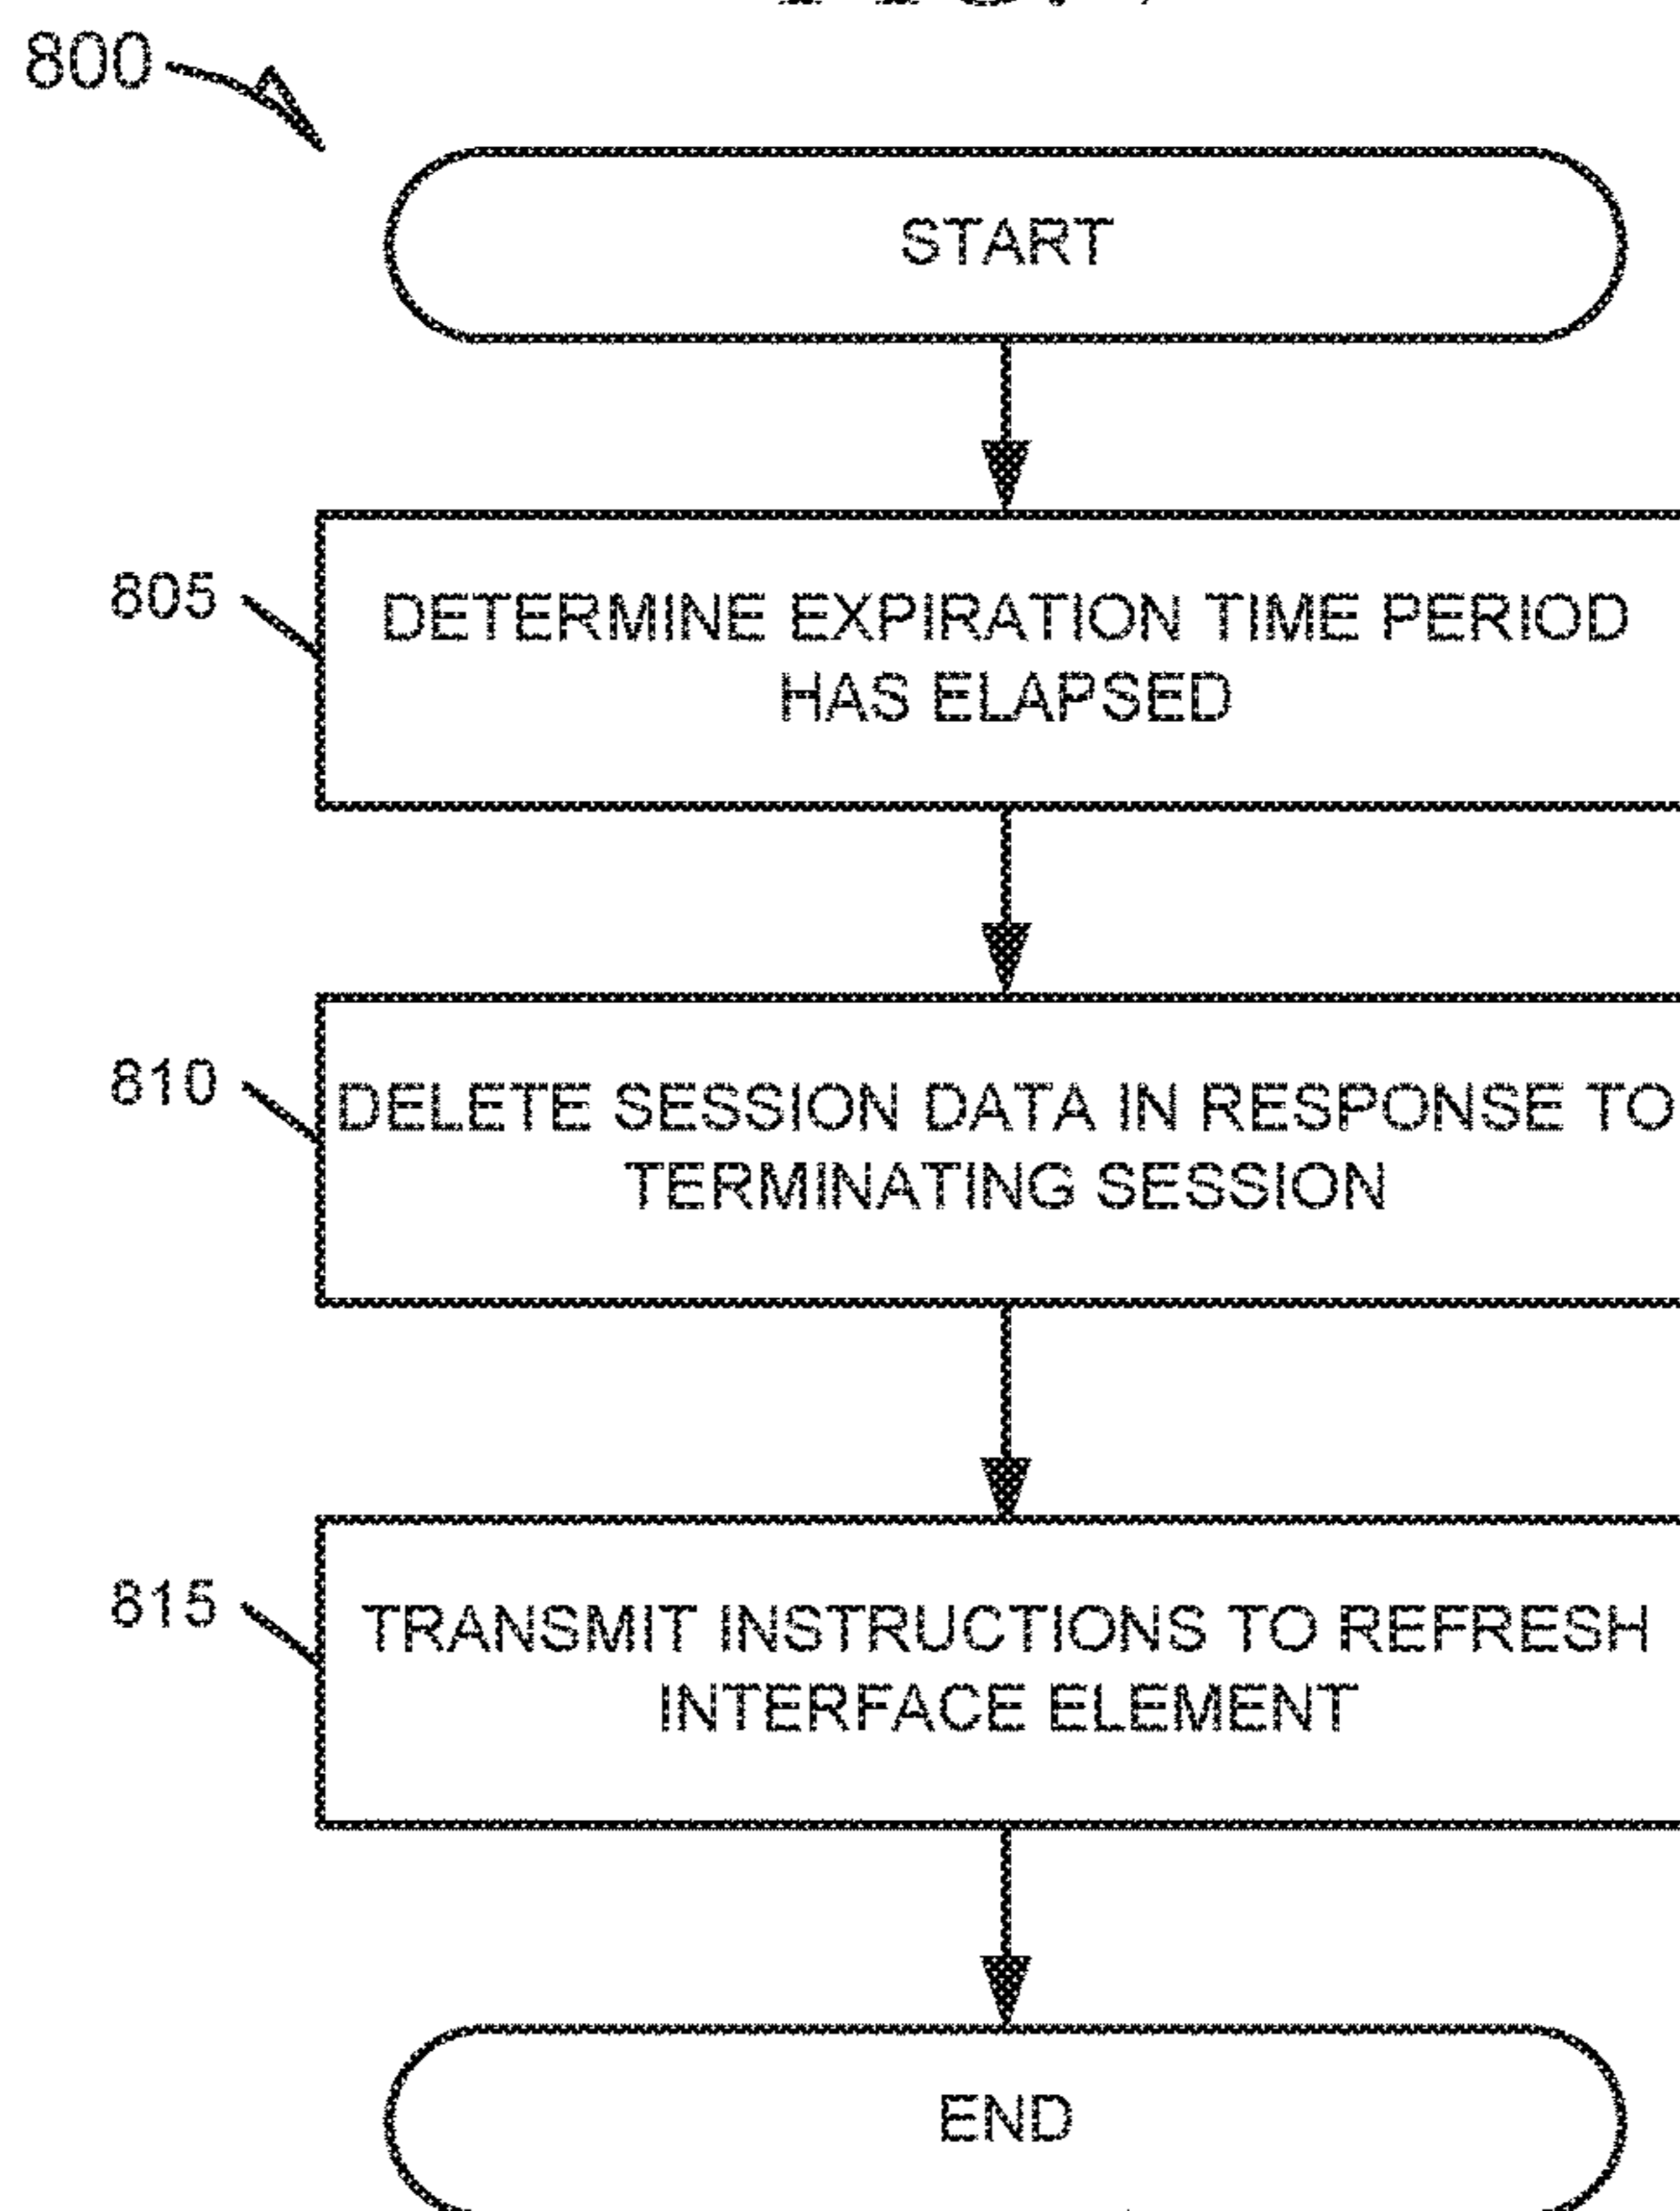 800
START
805
DETERMINE EXPIRATION TIME PERIOD
HAS ELAPSED
810
DELETE SESSION DATA IN RESPONSE TO
TERMINATING SESSION
815
TRANSMIT INSTRUCTIONS TO REFRESH
INTERFACE ELEMENT
END